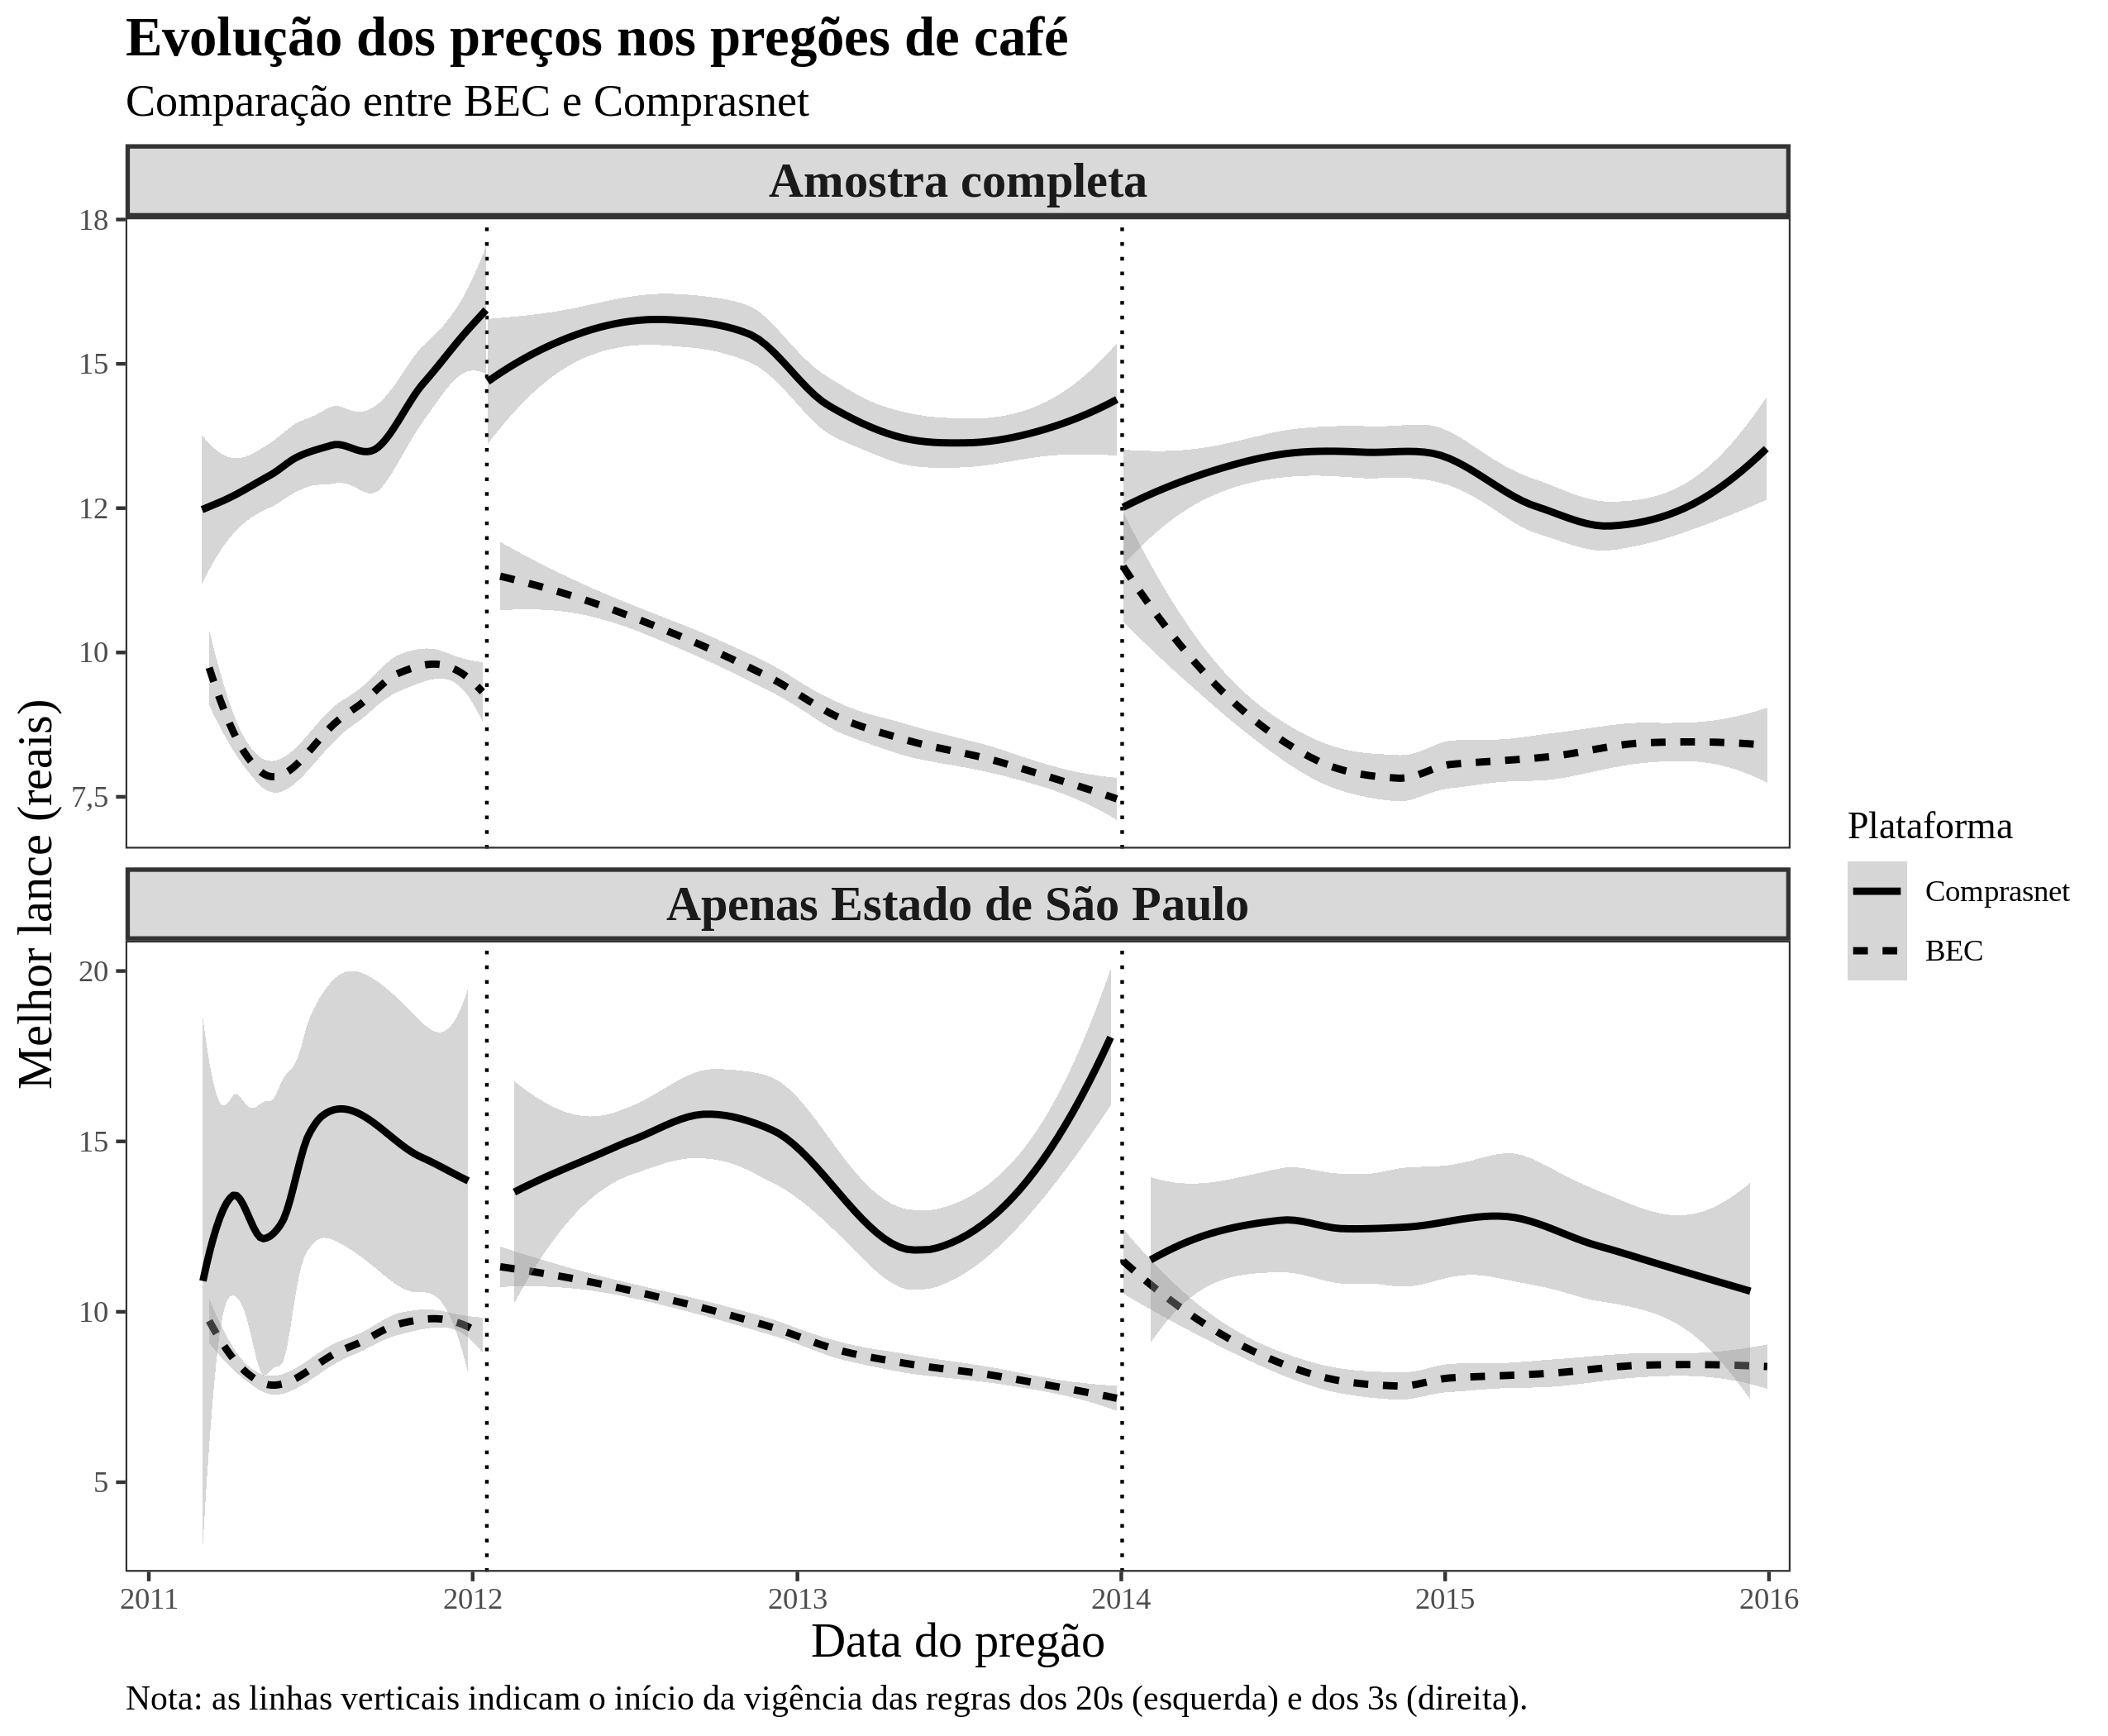 Evolução dos preços nos pregões de café
Comparação entre BEC e Comprasnet
Amostra completa
18
15
12
10
7,5
Melhor lance (reais)
Apenas Estado de São Paulo
20
15
10
5
2011 2012 2013 2014 2015 2016
Data do pregão
Plataforma
Comprasnet
BEC
Nota: as linhas verticais indicam o início da vigência das regras dos 20s (esquerda) e dos 3s (direita).